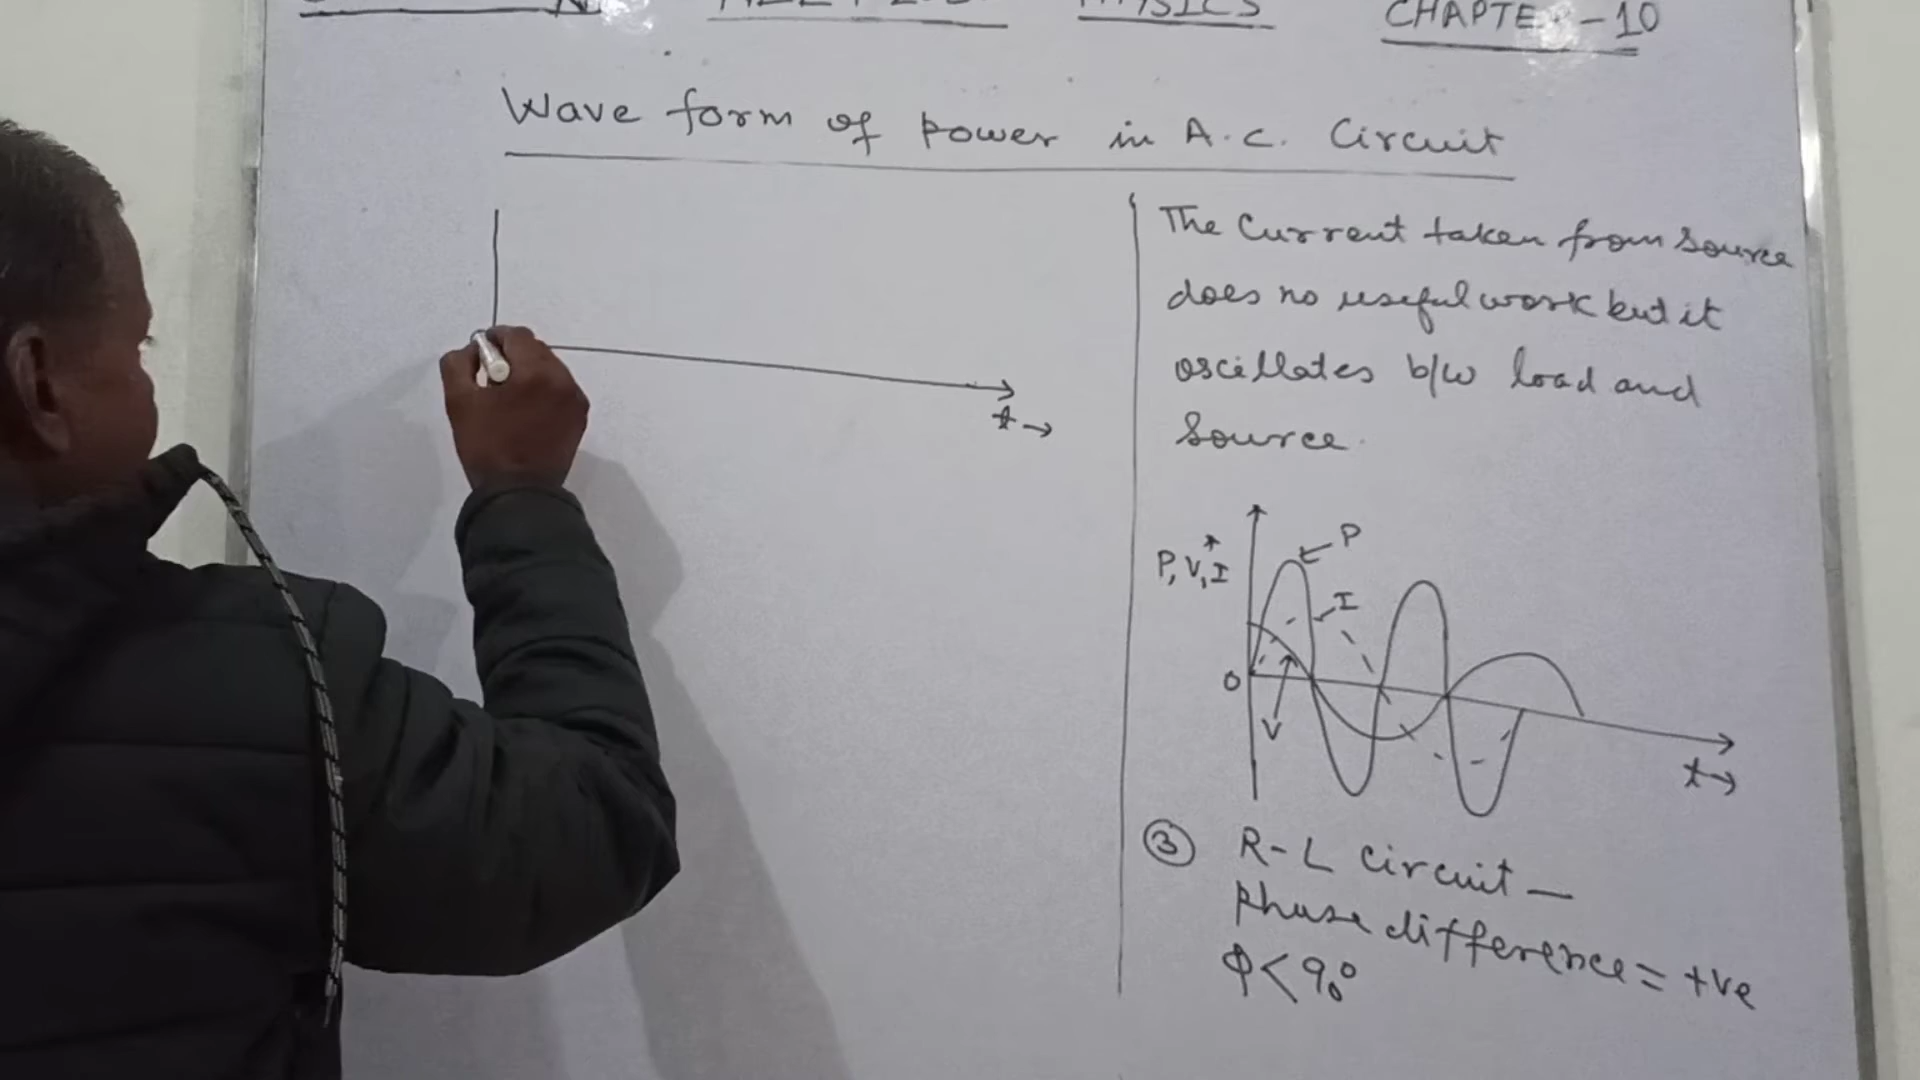 CHAPTER-10
Wave form of power in A.C. Circuit
t→
The Current taken from source
does no useful work but it
oscillates b/w load and
Source.
P, V, I
P
I
O
V
t→
③ R-L circuit —
phase difference = +ve
ϕ < 90°